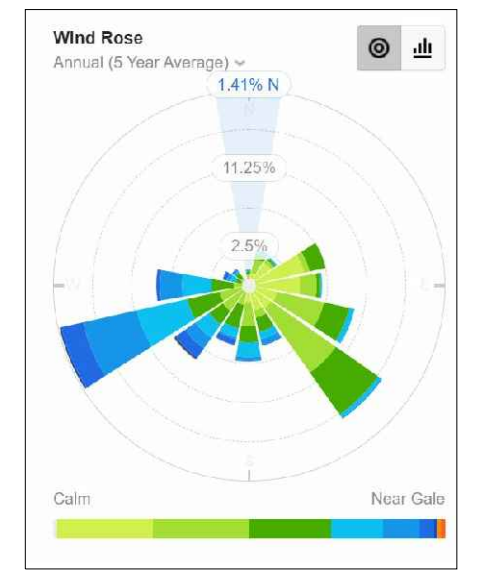 Wind Rose
Annual (5 Year Average)
1.41% N
N
11.25%
2.5%
W
E
S
Calm
Near Gale